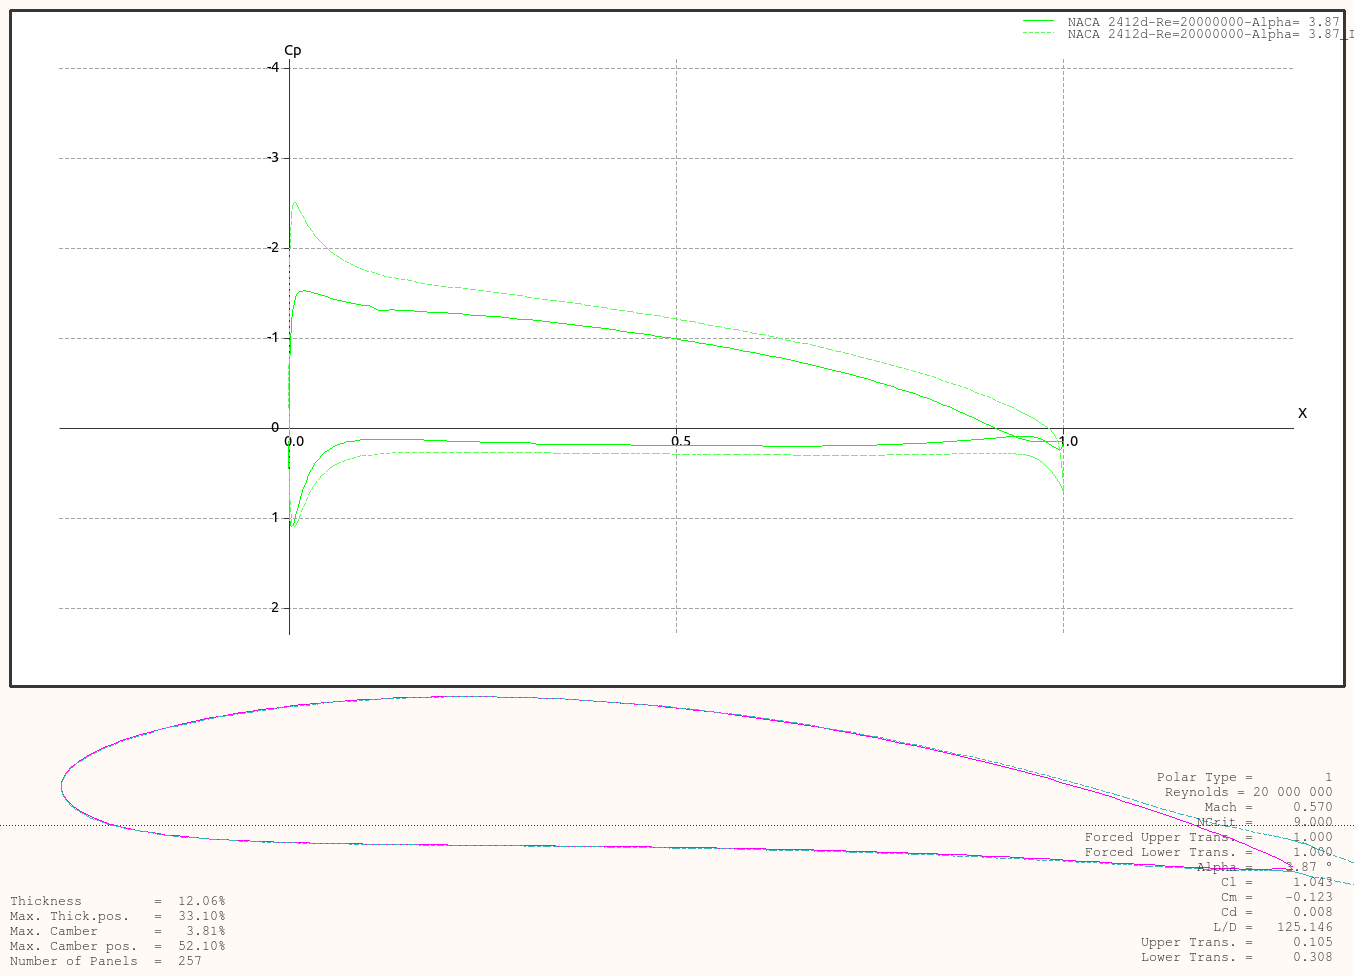 NACA 2412d-Re=20000000-Alpha= 3.87
NACA 2412d-Re=20000000-Alpha= 3.87_I
Cp
-4
-3
-2
-1
0
X
0.0 0.5 1.0
1
2
Polar Type = 1
Reynolds = 20 000 000
Mach = 0.570
NCrit = 9.000
Forced Upper Trans. = 1.000
Forced Lower Trans. = 1.000
Alpha = 3.87 °
Cl = 1.043
Cm = -0.123
Cd = 0.008
L/D = 125.146
Upper Trans. = 0.105
Lower Trans. = 0.308
Thickness = 12.06%
Max. Thick.pos. = 33.10%
Max. Camber = 3.81%
Max. Camber pos. = 52.10%
Number of Panels = 257